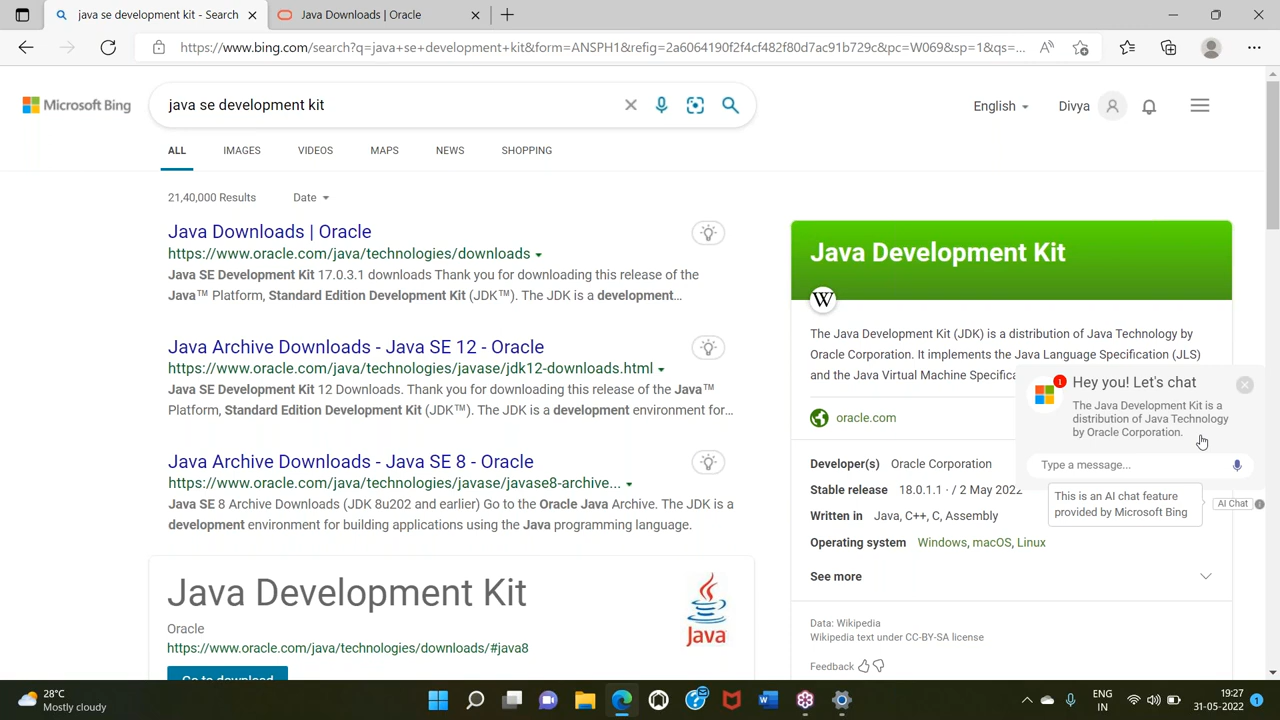 java se development kit - Search
Java Downloads | Oracle
https://www.bing.com/search?q=java+se+development+kit&form=ANSPH1&refig=2a6064190f2f4cf482f80d7ac91b729c&pc=W069&sp=1&qs=...
Microsoft Bing
java se development kit
English
Divya
ALL
IMAGES
VIDEOS
MAPS
NEWS
SHOPPING
21,40,000 Results
Date
Java Downloads | Oracle
https://www.oracle.com/java/technologies/downloads
Java SE Development Kit 17.0.3.1 downloads Thank you for downloading this release of the
Java™ Platform, Standard Edition Development Kit (JDK™). The JDK is a development…
Java Archive Downloads - Java SE 12 - Oracle
https://www.oracle.com/java/technologies/javase/jdk12-downloads.html
Java SE Development Kit 12 Downloads. Thank you for downloading this release of the Java™
Platform, Standard Edition Development Kit (JDK™). The JDK is a development environment for…
Java Archive Downloads - Java SE 8 - Oracle
https://www.oracle.com/java/technologies/javase/javase8-archive...
Java SE 8 Archive Downloads (JDK 8u202 and earlier) Go to the Oracle Java Archive. The JDK is a
development environment for building applications using the Java programming language.
Java Development Kit
Oracle
https://www.oracle.com/java/technologies/downloads/#java8
Go to download
Java
Java Development Kit
W
The Java Development Kit (JDK) is a distribution of Java Technology by
Oracle Corporation. It implements the Java Language Specification (JLS)
and the Java Virtual Machine Specifica
oracle.com
Developer(s) Oracle Corporation
Stable release 18.0.1.1 · / 2 May 2022
Written in Java, C++, C, Assembly
Operating system Windows, macOS, Linux
See more
Data: Wikipedia
Wikipedia text under CC-BY-SA license
Feedback
1
Hey you! Let's chat
The Java Development Kit is a
distribution of Java Technology
by Oracle Corporation.
Type a message...
This is an AI chat feature
provided by Microsoft Bing
AI Chat
28°C
Mostly cloudy
ENG
IN
19:27
31-05-2022
1